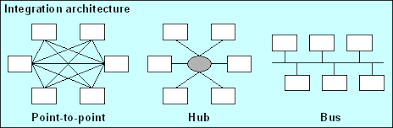 Integration architecture
Point-to-point
Hub
Bus